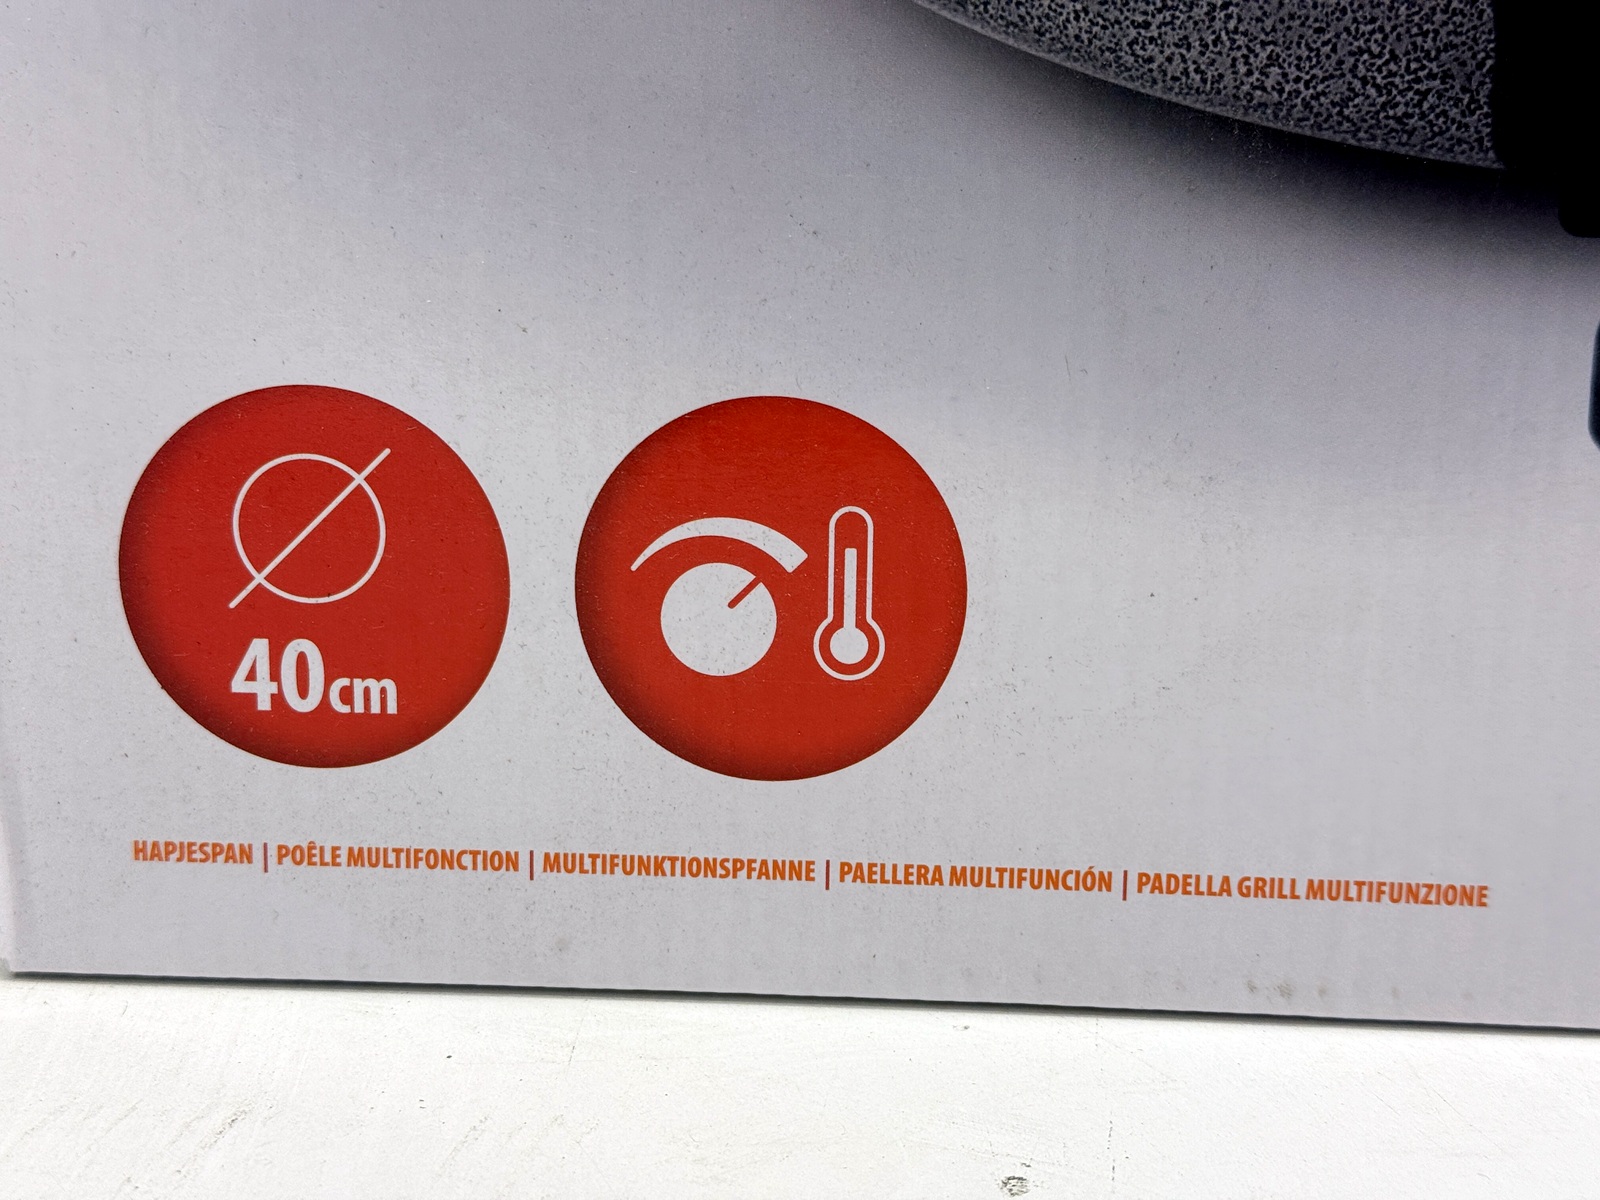 40cm
HAPJESPAN | POÊLE MULTIFONCTION | MULTIFUNKTIONSPFANNE | PAELLERA MULTIFUNCIÓN | PADELLA GRILL MULTIFUNZIONE